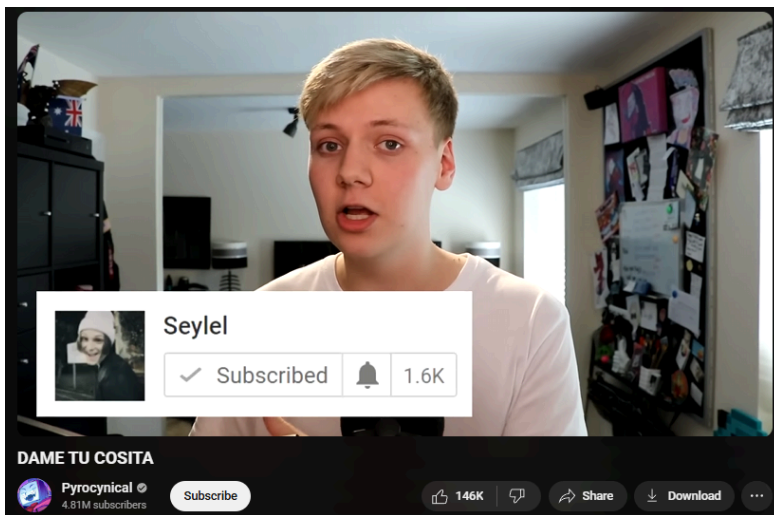 Seylel
Subscribed 1.6K
DAME TU COSITA
Pyrocynical
4.81M subscribers
Subscribe
146K
Share
Download